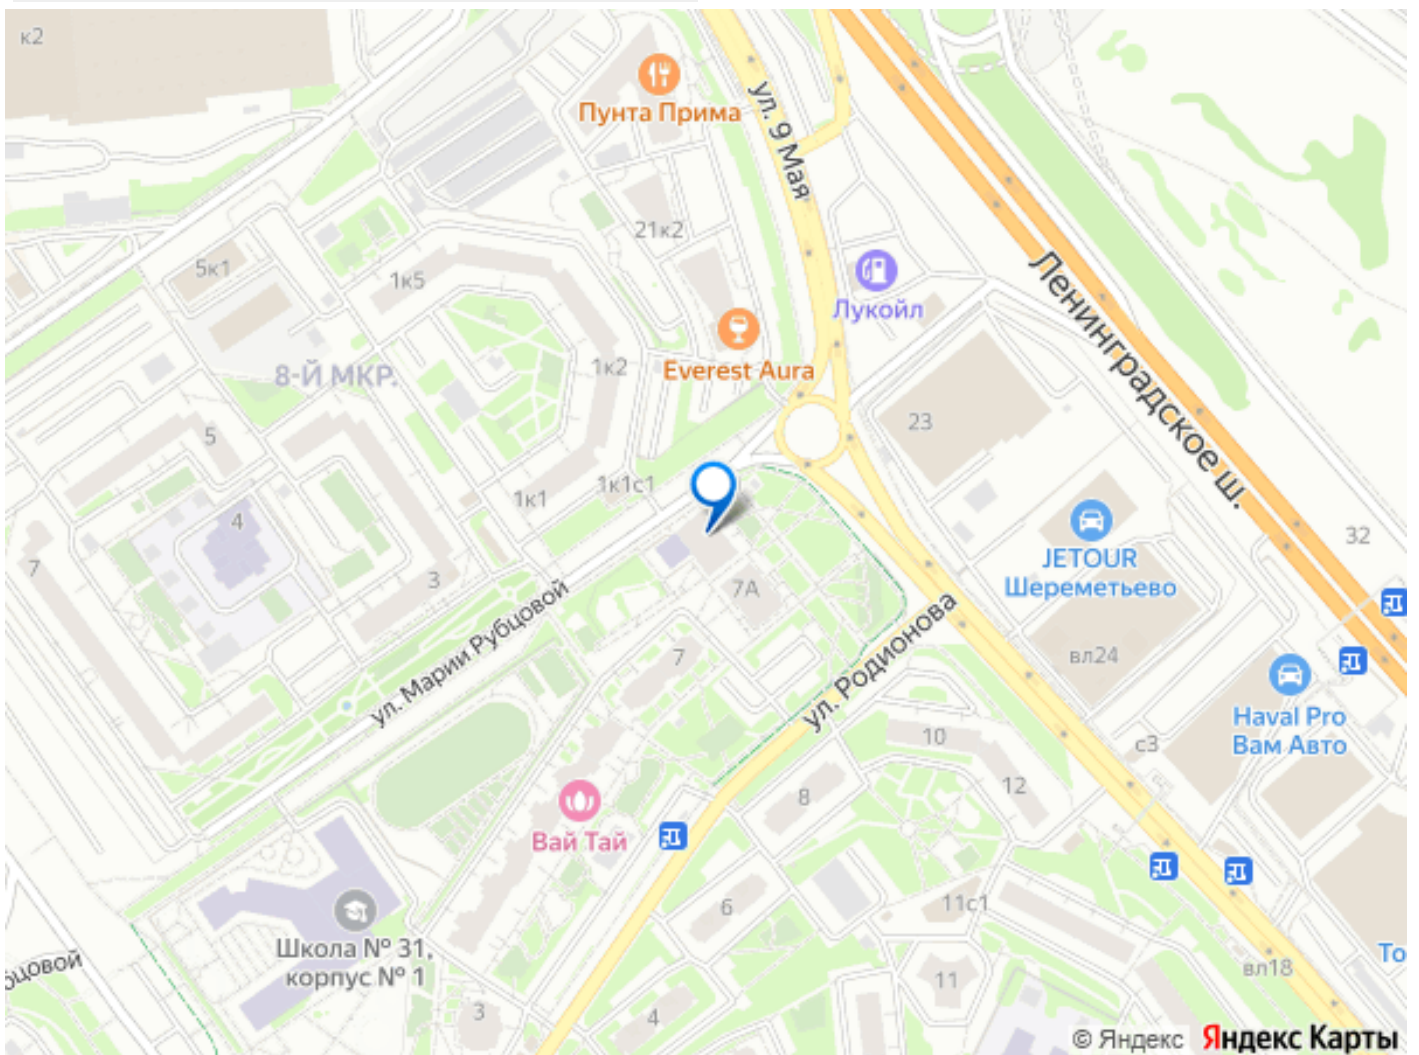 к2
Пунта Прима
ул. 9 Мая
21к2
5к1
1к5
Лукойл
Ленинградское ш.
8-Й МКР.
1к2
Everest Aura
23
5
1к1
1к1с1
4
32
7
3
JETOUR
Шереметьево
7А
ул. Марии Рубцовой
7
вл24
ул. Родионова
Haval Pro
Вам Авто
10
с3
12
8
Вай Тай
6
11с1
Школа № 31,
корпус № 1
бцовой
То
вл18
11
3
4
© Яндекс Яндекс Карты